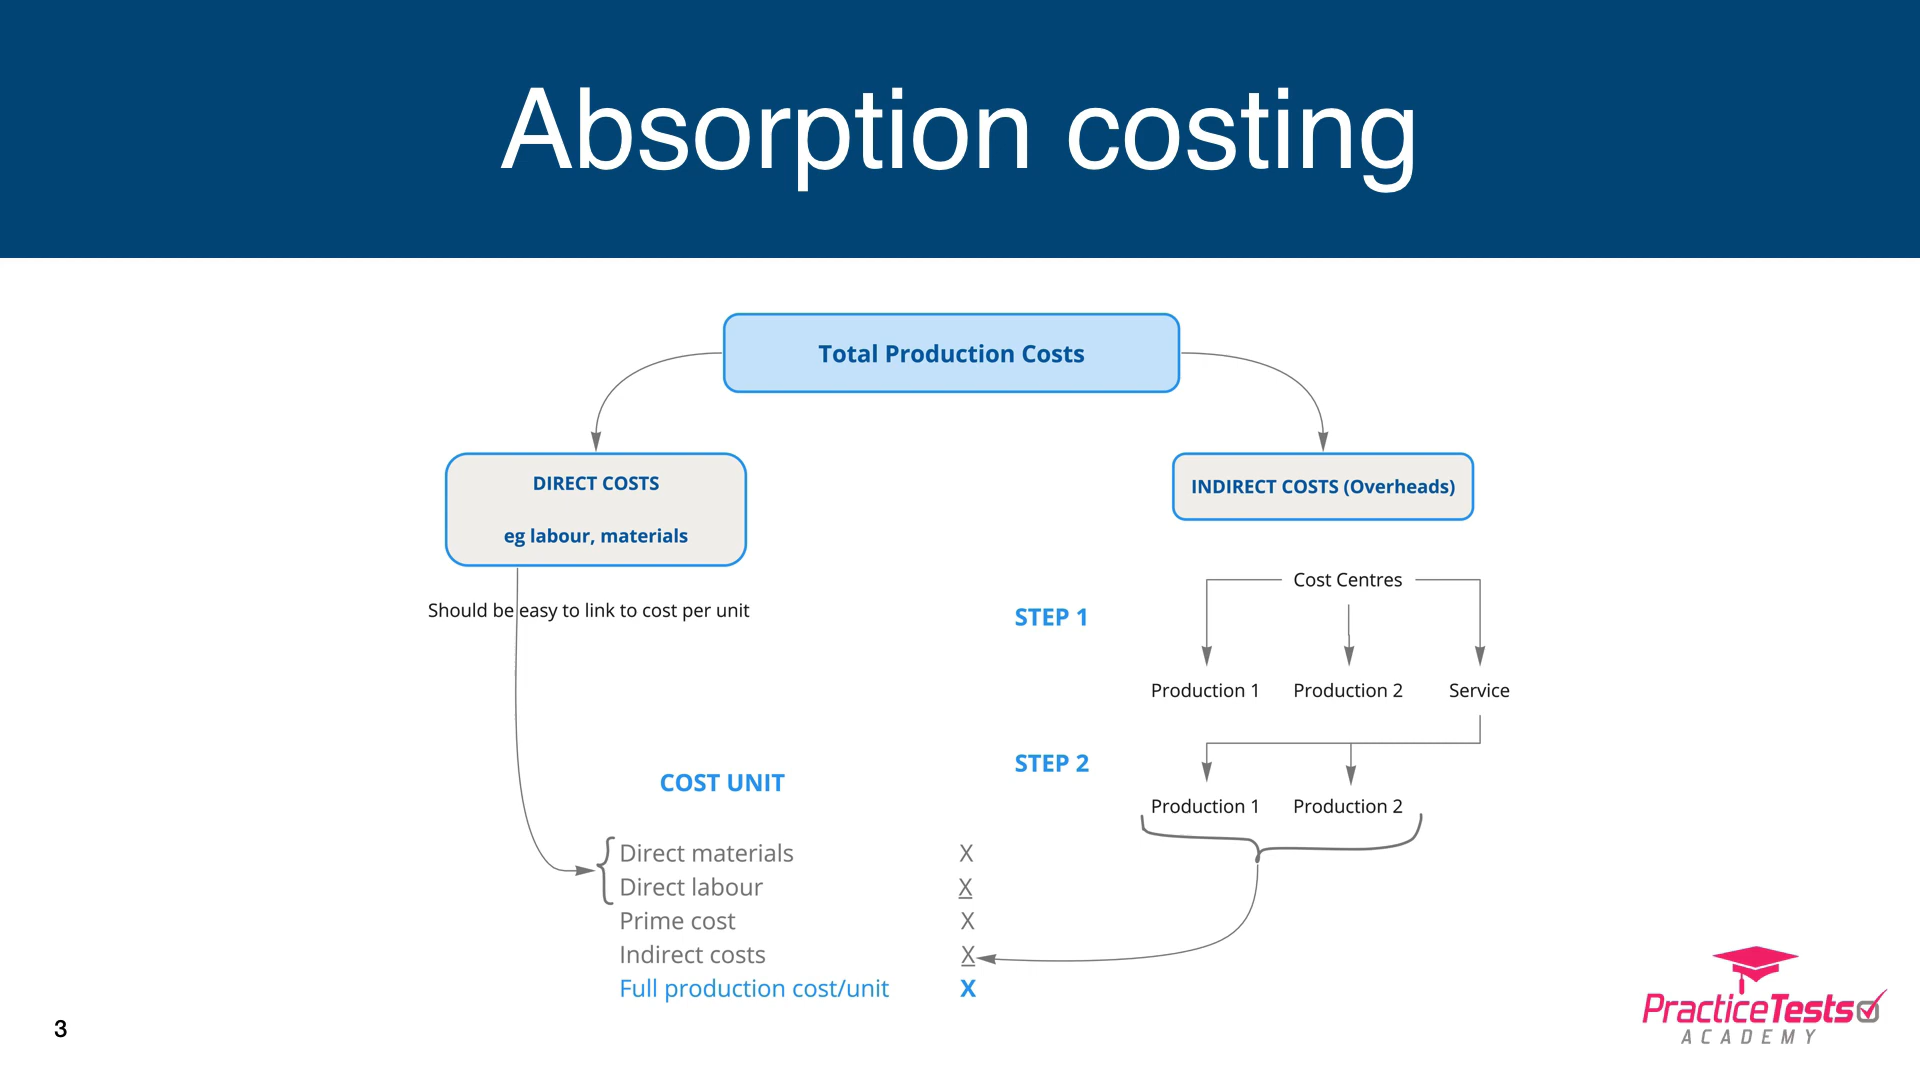 Absorption costing
Total Production Costs
DIRECT COSTS
eg labour, materials
INDIRECT COSTS (Overheads)
Should be easy to link to cost per unit
Cost Centres
STEP 1
Production 1 Production 2 Service
STEP 2
Production 1 Production 2
COST UNIT
Direct materials X
Direct labour X
Prime cost X
Indirect costs X
Full production cost/unit X
3
PracticeTests
ACADEMY